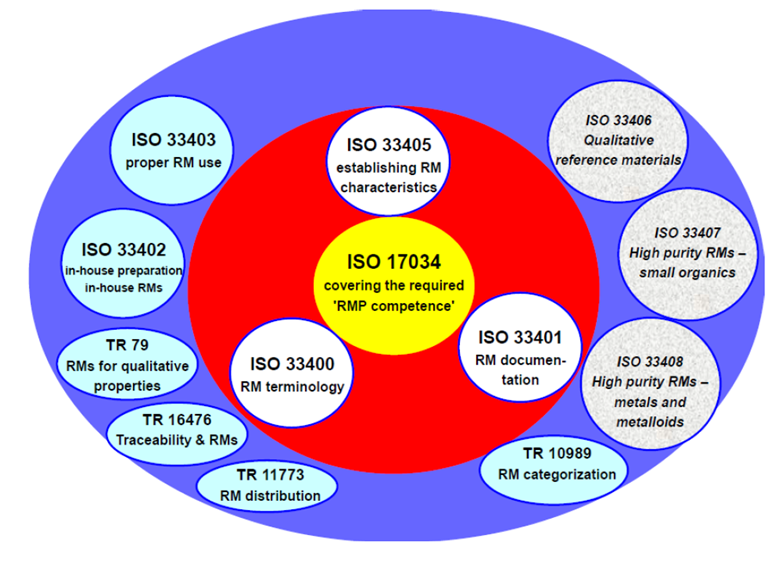 ISO 33403
proper RM use
ISO 33405
establishing RM
characteristics
ISO 33406
Qualitative
reference materials
ISO 33402
in-house preparation
in-house RMs
ISO 17034
covering the required
'RMP competence'
ISO 33407
High purity RMs –
small organics
TR 79
RMs for qualitative
properties
ISO 33400
RM terminology
ISO 33401
RM documen-
tation
ISO 33408
High purity RMs –
metals and
metalloids
TR 16476
Traceability & RMs
TR 11773
RM distribution
TR 10989
RM categorization